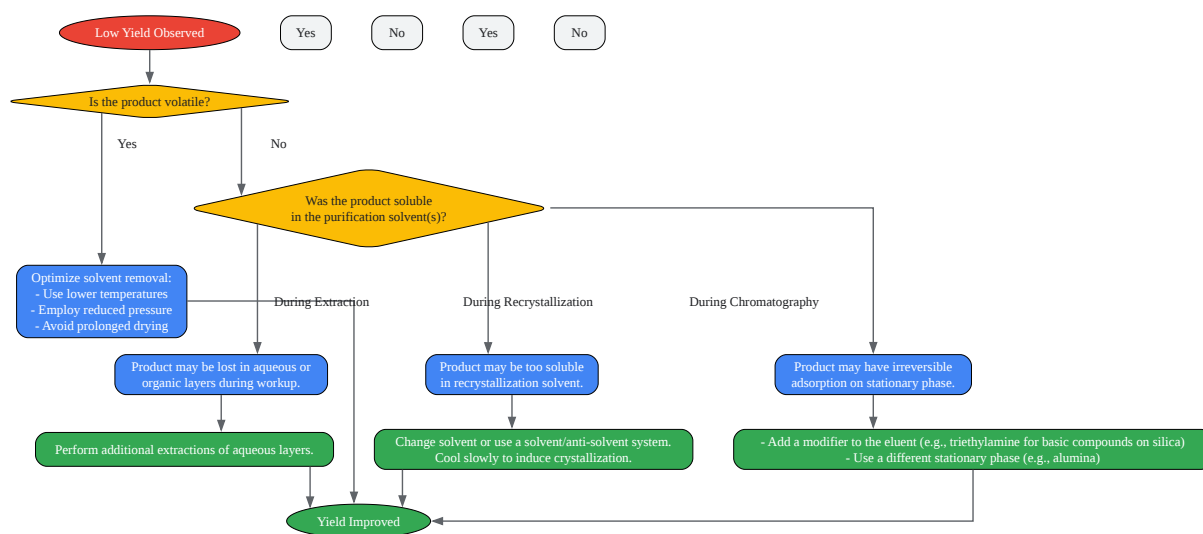 Low Yield Observed
Yes
No
Yes
No
Is the product volatile?
Yes
No
Was the product soluble
in the purification solvent(s)?
Optimize solvent removal:
- Use lower temperatures
- Employ reduced pressure
- Avoid prolonged drying
During Extraction
During Recrystallization
During Chromatography
Product may be lost in aqueous or
organic layers during workup.
Product may be too soluble
in recrystallization solvent.
Product may have irreversible
adsorption on stationary phase.
Perform additional extractions of aqueous layers.
Change solvent or use a solvent/anti-solvent system.
Cool slowly to induce crystallization.
- Add a modifier to the eluent (e.g., triethylamine for basic compounds on silica)
- Use a different stationary phase (e.g., alumina)
Yield Improved